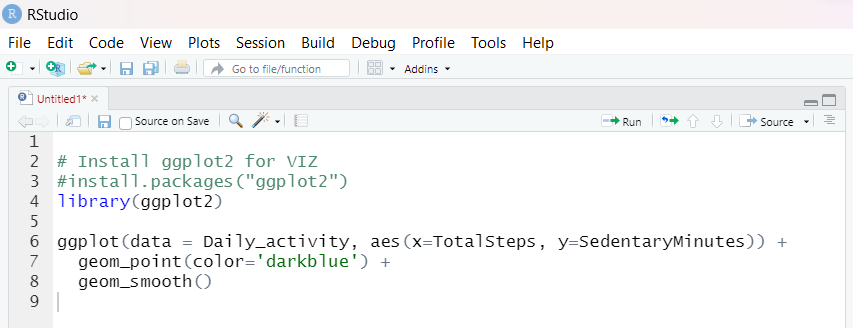 RStudio
File Edit Code View Plots Session Build Debug Profile Tools Help
Go to file/function Addins
Untitled1*
Source on Save Run Source
1
2 # Install ggplot2 for VIZ
3 #install.packages("ggplot2")
4 library(ggplot2)
5
6 ggplot(data = Daily_activity, aes(x=TotalSteps, y=SedentaryMinutes)) +
7   geom_point(color='darkblue') +
8   geom_smooth()
9